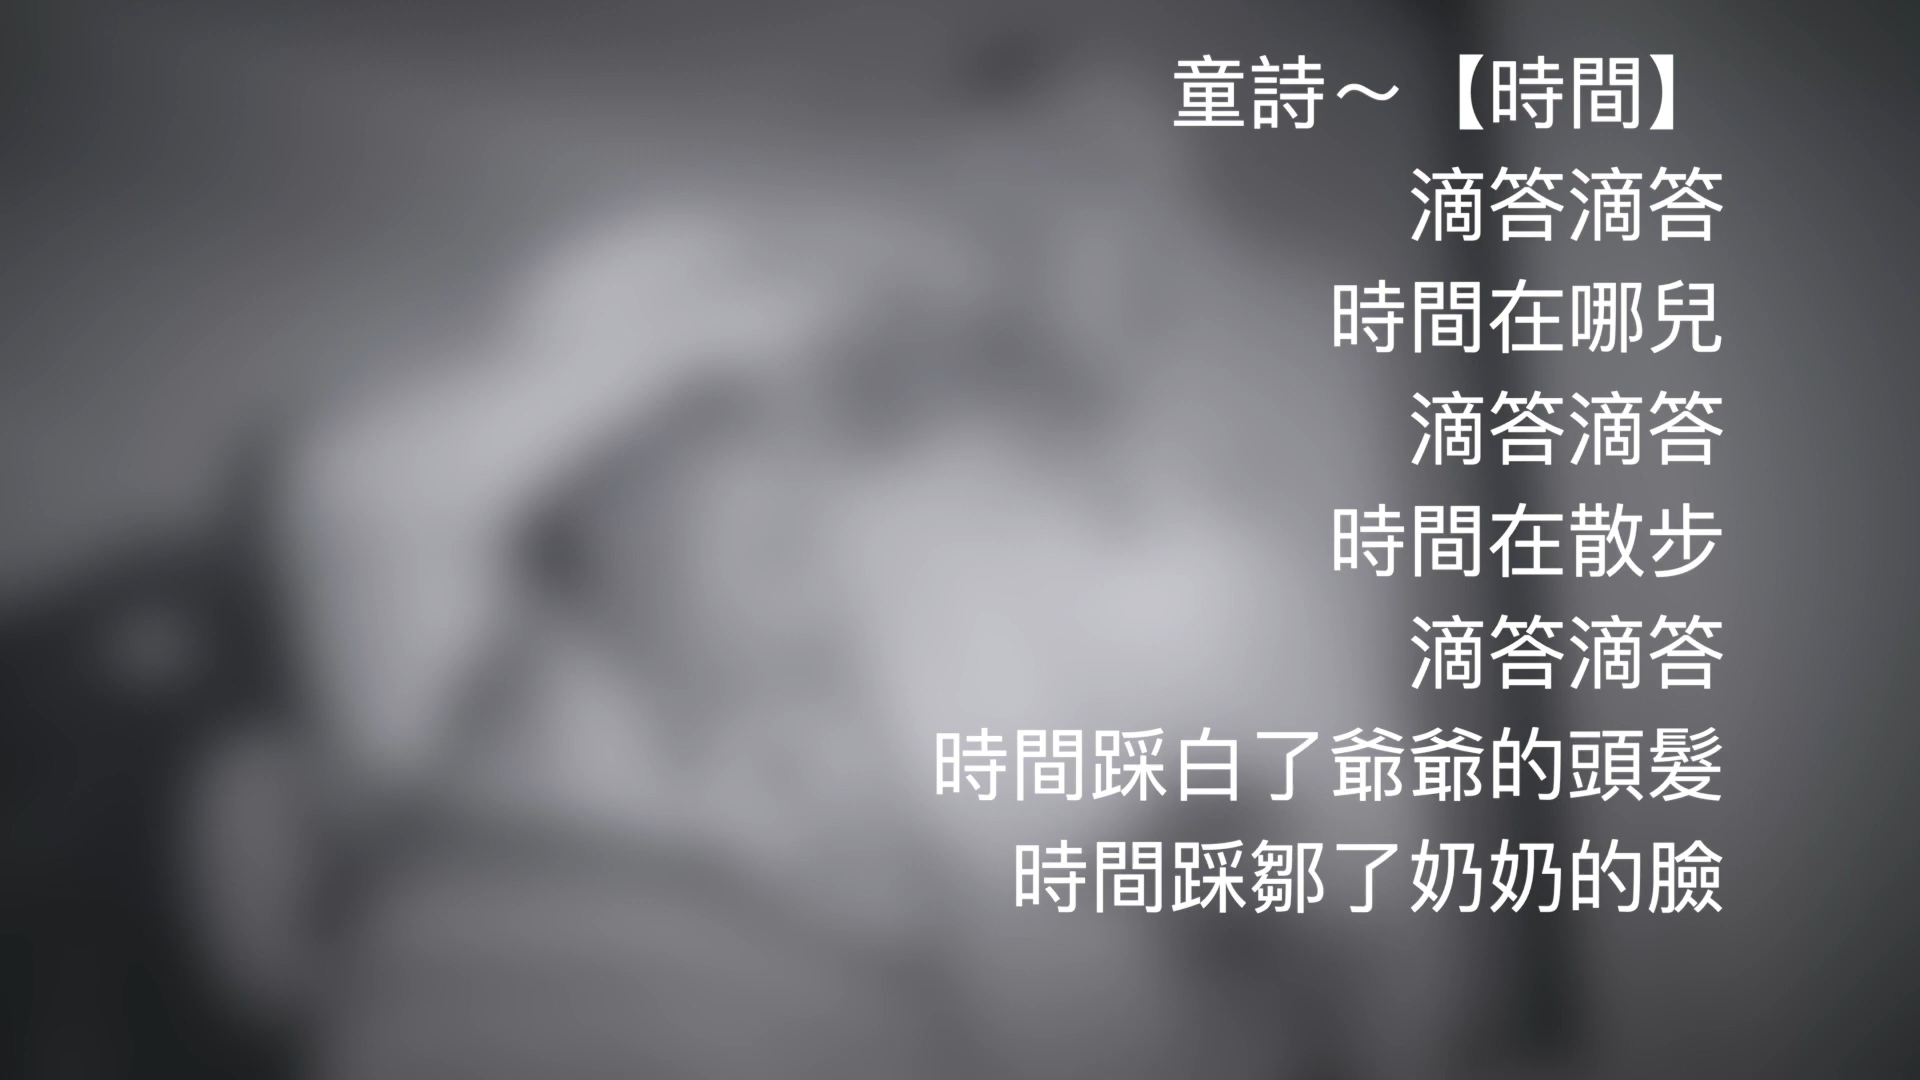 童詩～【時間】
滴答滴答
時間在哪兒
滴答滴答
時間在散步
滴答滴答
時間踩白了爺爺的頭髮
時間踩鄒了奶奶的臉